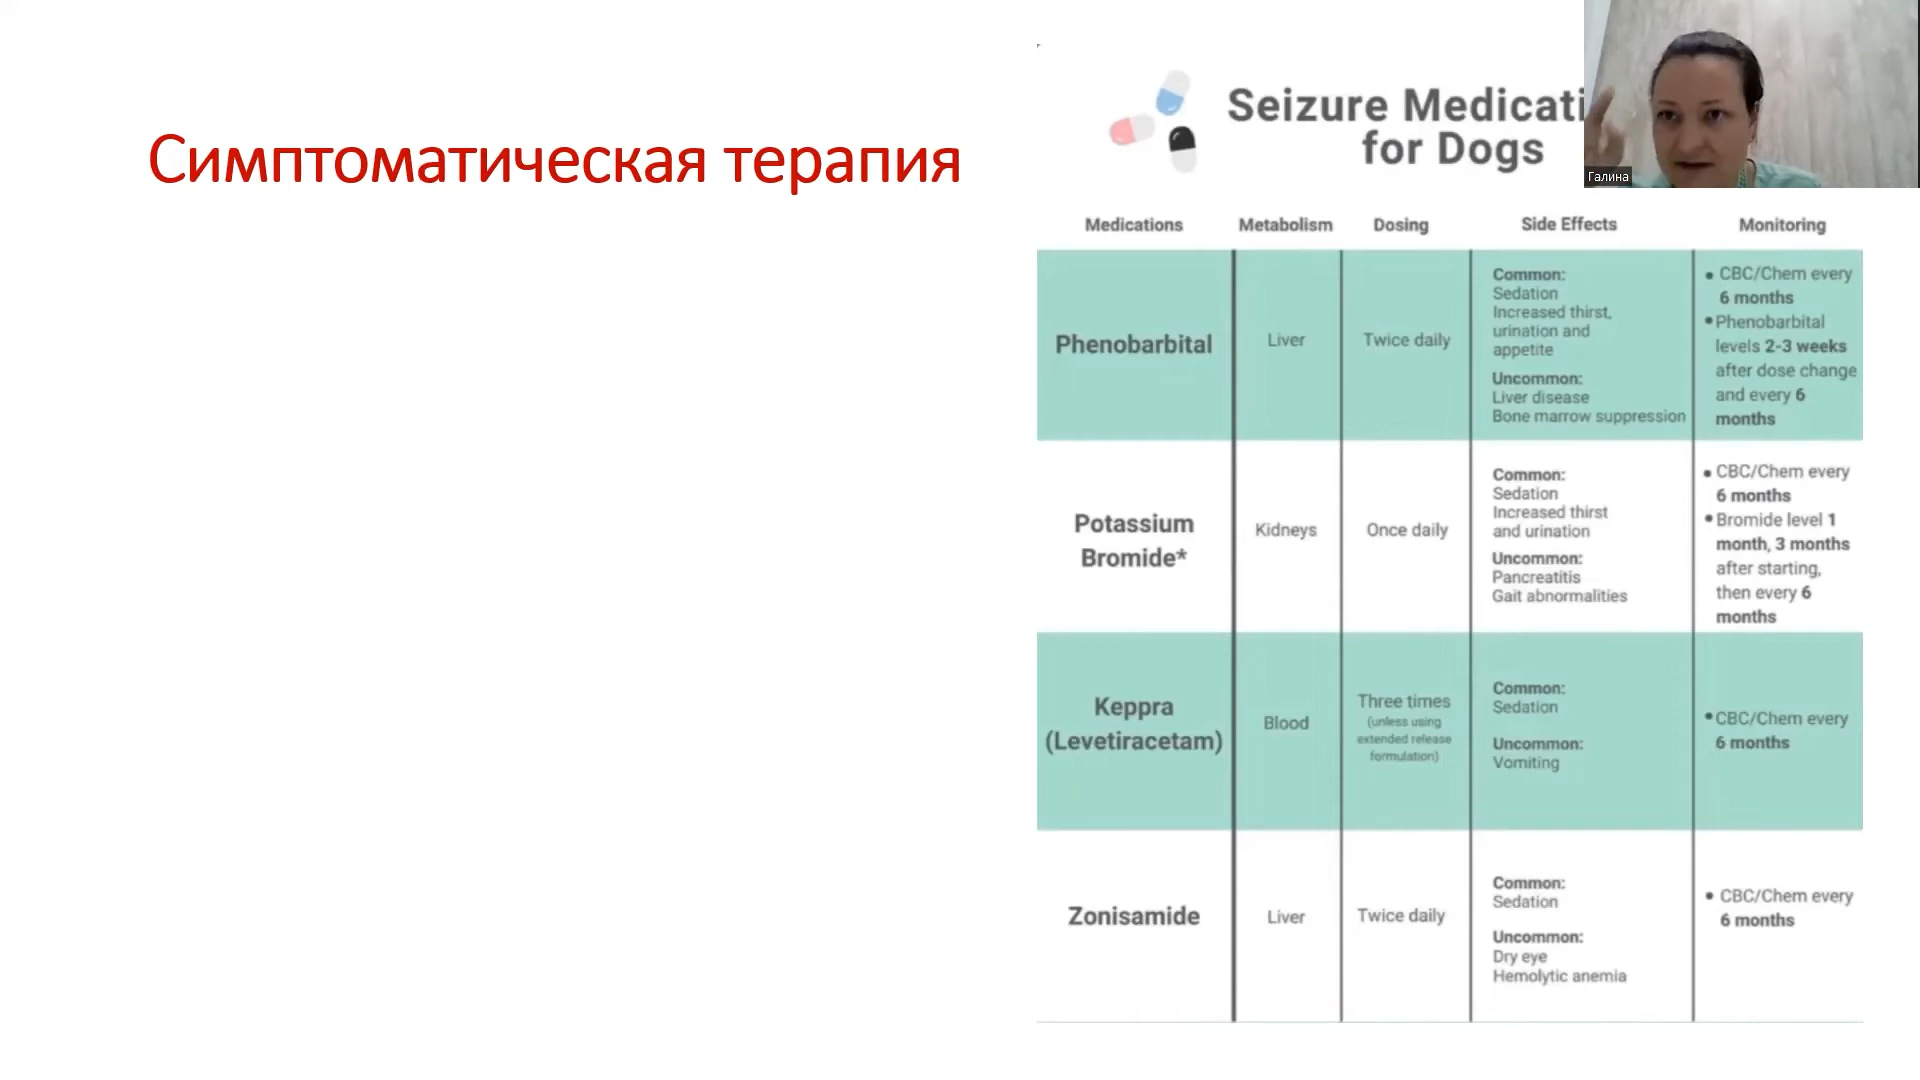 Симптоматическая терапия
Seizure Medicati
for Dogs
Галина
Medications Metabolism Dosing Side Effects Monitoring
Phenobarbital
Liver
Twice daily
Common:
Sedation
Increased thirst,
urination and
appetite
Uncommon:
Liver disease
Bone marrow suppression
• CBC/Chem every
6 months
• Phenobarbital
levels 2-3 weeks
after dose change
and every 6
months
Potassium
Bromide*
Kidneys
Once daily
Common:
Sedation
Increased thirst
and urination
Uncommon:
Pancreatitis
Gait abnormalities
• CBC/Chem every
6 months
• Bromide level 1
month, 3 months
after starting,
then every 6
months
Keppra
(Levetiracetam)
Blood
Three times
(unless using
extended release
formulation)
Common:
Sedation
Uncommon:
Vomiting
• CBC/Chem every
6 months
Zonisamide
Liver
Twice daily
Common:
Sedation
Uncommon:
Dry eye
Hemolytic anemia
• CBC/Chem every
6 months